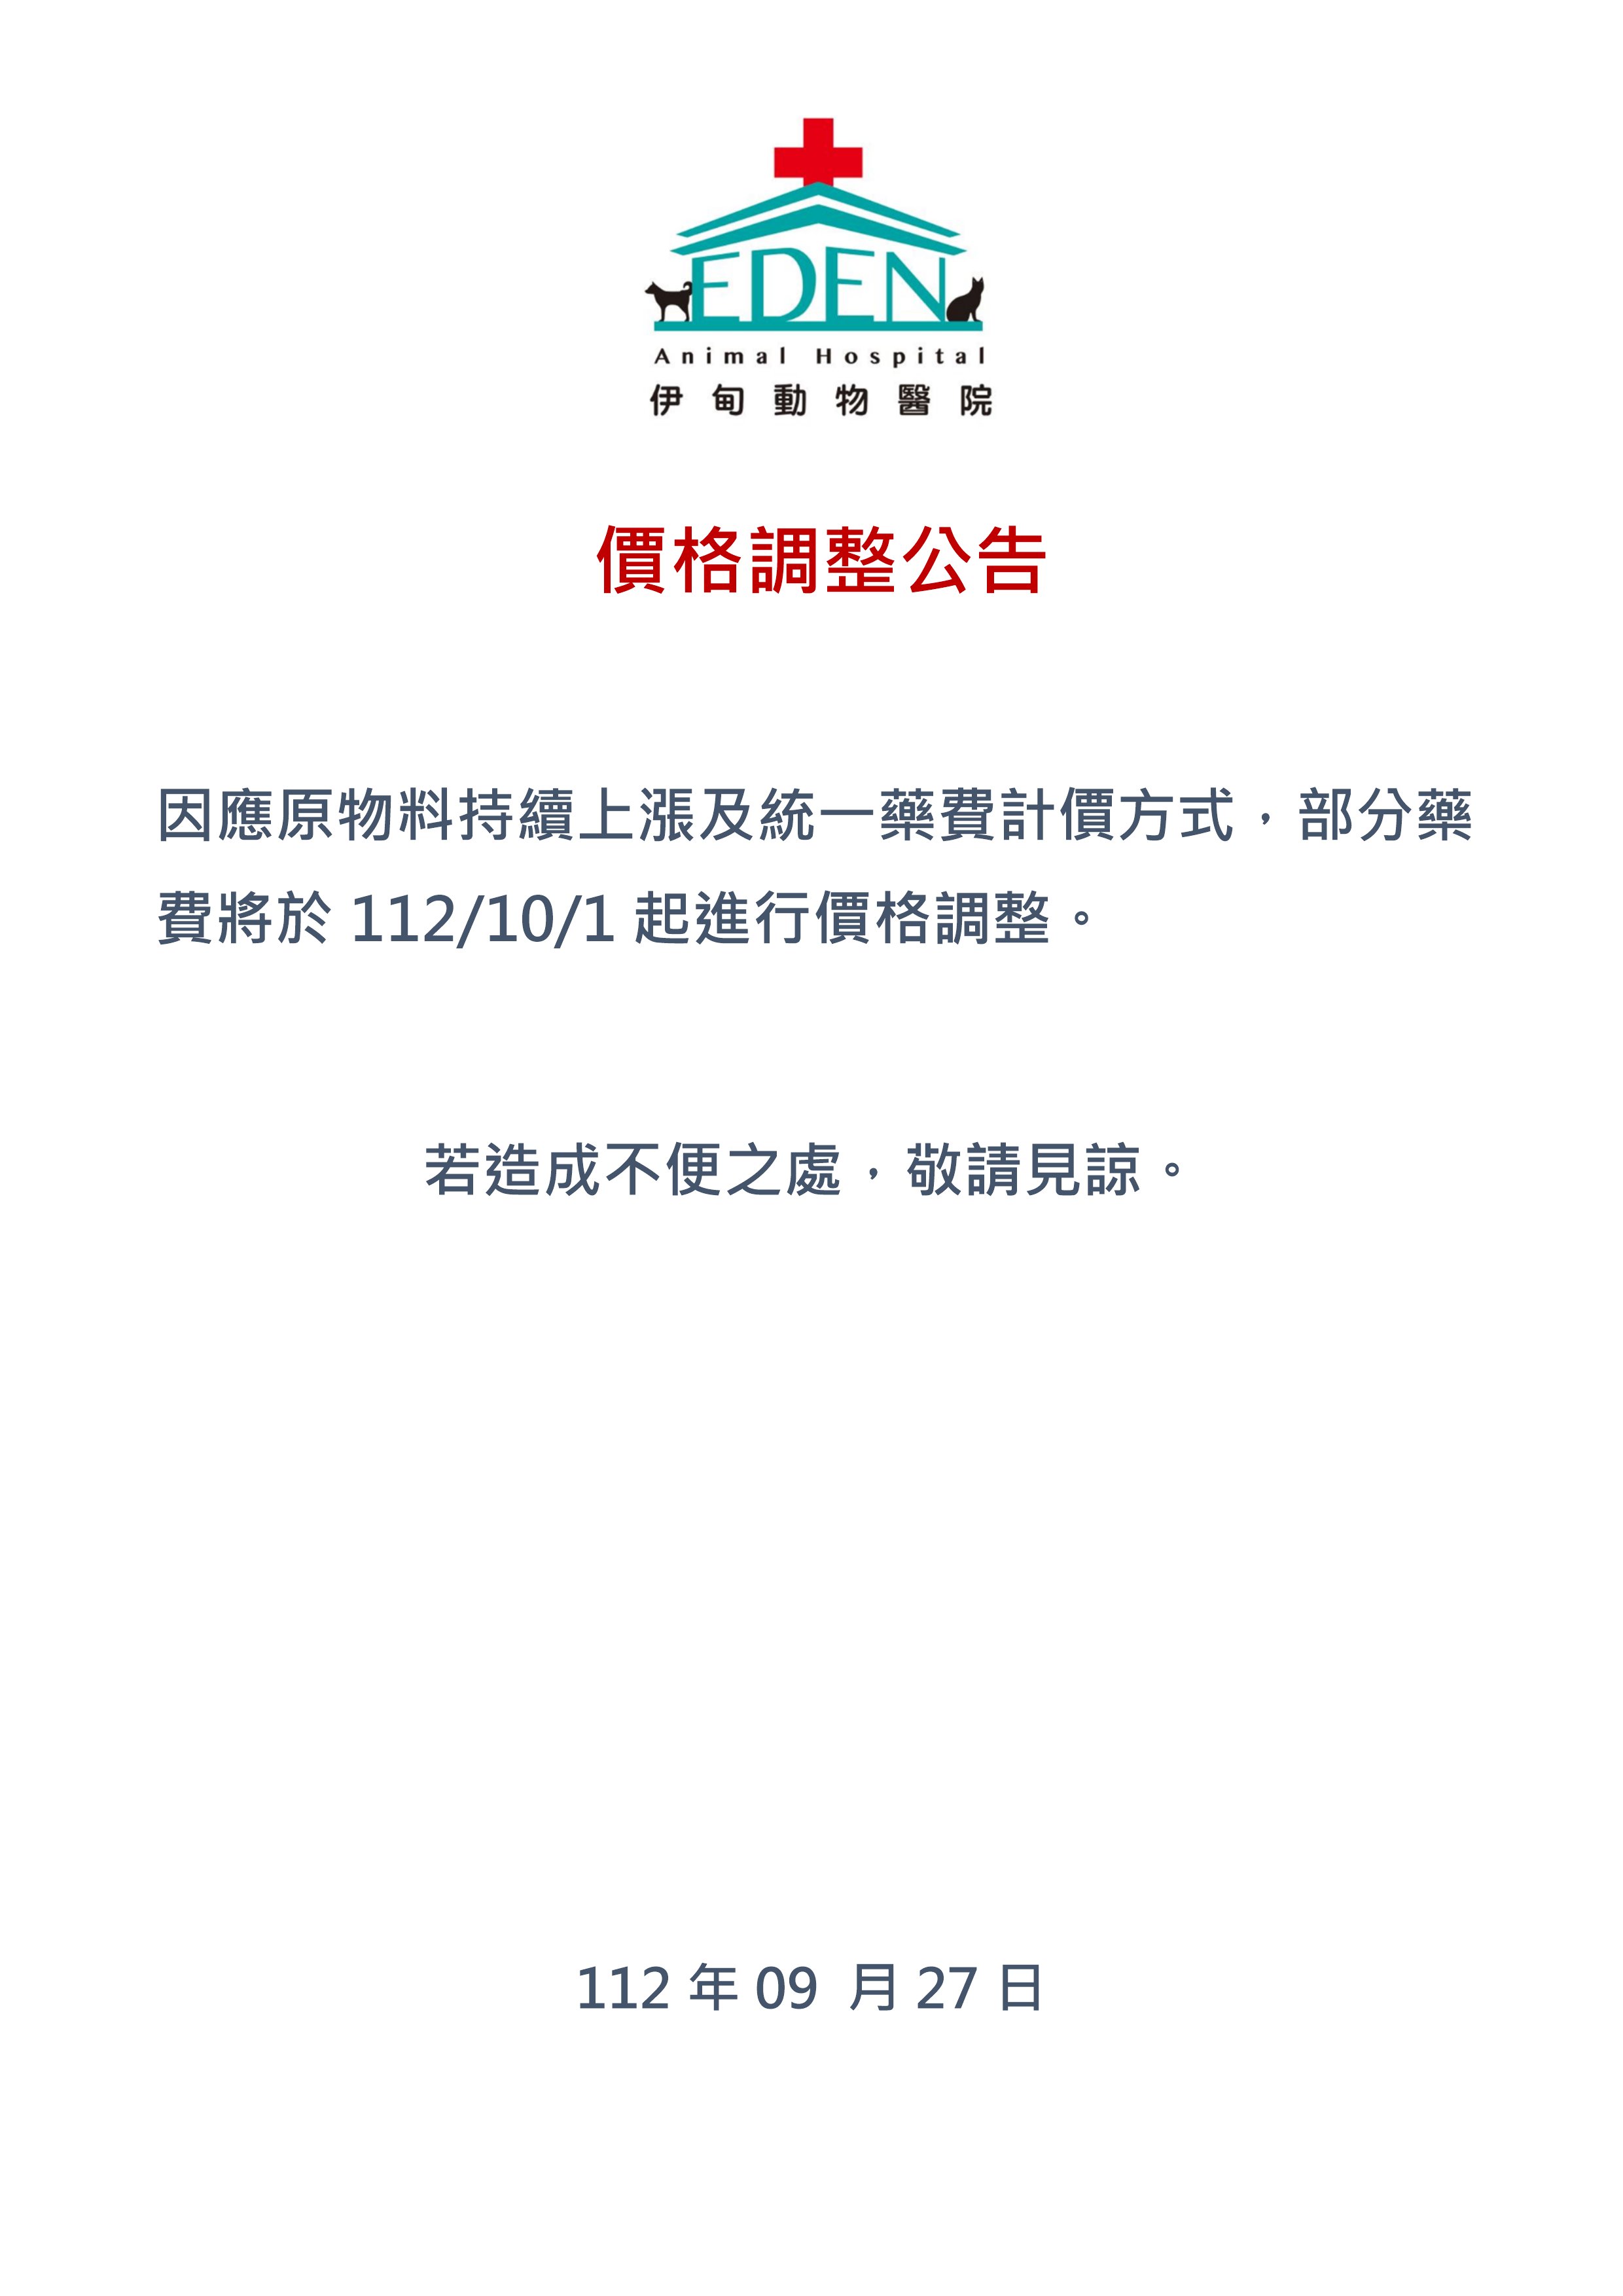 EDEN
Animal Hospital
伊甸動物醫院
價格調整公告
因應原物料持續上漲及統一藥費計價方式，部分藥
費將於 112/10/1 起進行價格調整。
若造成不便之處，敬請見諒。
112 年 09 月 27 日